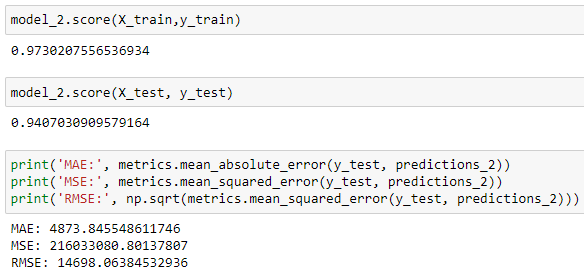 model_2.score(X_train,y_train)
0.9730207556536934
model_2.score(X_test, y_test)
0.9407030909579164
print('MAE:', metrics.mean_absolute_error(y_test, predictions_2))
print('MSE:', metrics.mean_squared_error(y_test, predictions_2))
print('RMSE:', np.sqrt(metrics.mean_squared_error(y_test, predictions_2)))
MAE: 4873.845548611746
MSE: 216033080.80137807
RMSE: 14698.06384532936